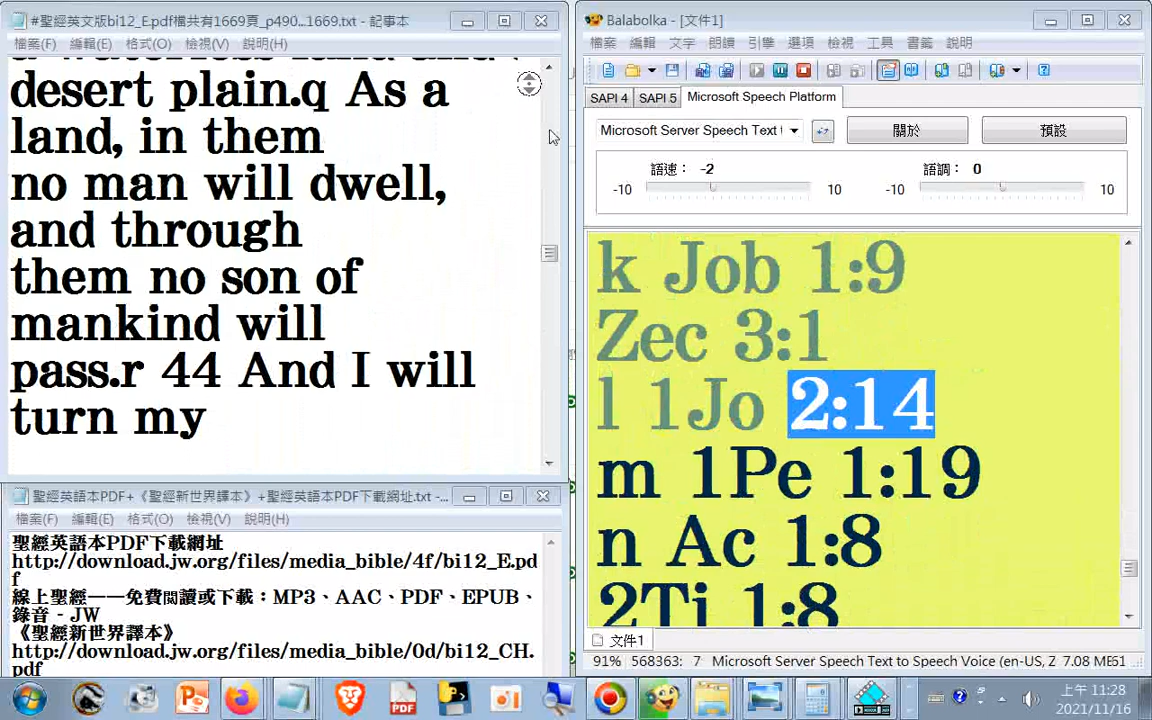 #聖經英文版bi12_E.pdf檔共有1669頁_p490...1669.txt - 記事本
檔案(F) 編輯(E) 格式(O) 檢視(V) 說明(H)
desert plain.q As a
land, in them
no man will dwell,
and through
them no son of
mankind will
pass.r 44 And I will
turn my
聖經英語本PDF+《聖經新世界譯本》+聖經英語本PDF下載網址.txt -...
檔案(F) 編輯(E) 格式(O) 檢視(V) 說明(H)
聖經英語本PDF下載網址
http://download.jw.org/files/media_bible/4f/bi12_E.pd
f
線上聖經——免費閱讀或下載：MP3、AAC、PDF、EPUB、
錄音 - JW
《聖經新世界譯本》
http://download.jw.org/files/media_bible/0d/bi12_CH.
pdf
Balabolka - [文件1]
檔案 編輯 文字 朗讀 引擎 選項 檢視 工具 書籤 說明
SAPI 4 SAPI 5 Microsoft Speech Platform
Microsoft Server Speech Text 關於 預設
語速： -2 語調： 0
-10 10 -10 10
k Job 1:9
Zec 3:1
l 1Jo 2:14
m 1Pe 1:19
n Ac 1:8
2Ti 1:8
文件1
91% 568363: 7 Microsoft Server Speech Text to Speech Voice (en-US, Z 7.08 ME51
PDF
上午 11:28
2021/11/16